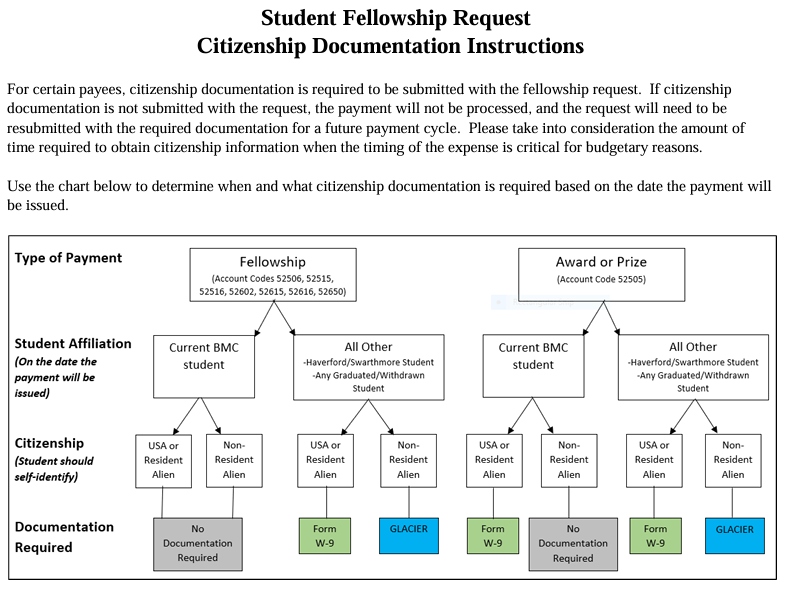 Student Fellowship Request
Citizenship Documentation Instructions
For certain payees, citizenship documentation is required to be submitted with the fellowship request.  If citizenship
documentation is not submitted with the request, the payment will not be processed, and the request will need to be
resubmitted with the required documentation for a future payment cycle.  Please take into consideration the amount of
time required to obtain citizenship information when the timing of the expense is critical for budgetary reasons.
Use the chart below to determine when and what citizenship documentation is required based on the date the payment will
be issued.
Type of Payment
Fellowship
(Account Codes 52506, 52515,
52516, 52602, 52615, 52616, 52650)
Award or Prize
(Account Code 52505)
Student Affiliation
(On the date the
payment will be
issued)
Current BMC
student
All Other
-Haverford/Swarthmore Student
-Any Graduated/Withdrawn
Student
Current BMC
student
All Other
-Haverford/Swarthmore Student
-Any Graduated/Withdrawn
Student
Citizenship
(Student should
self-identify)
USA or
Resident
Alien
Non-
Resident
Alien
USA or
Resident
Alien
Non-
Resident
Alien
USA or
Resident
Alien
Non-
Resident
Alien
USA or
Resident
Alien
Non-
Resident
Alien
Documentation
Required
No
Documentation
Required
Form
W-9
GLACIER
Form
W-9
No
Documentation
Required
Form
W-9
GLACIER